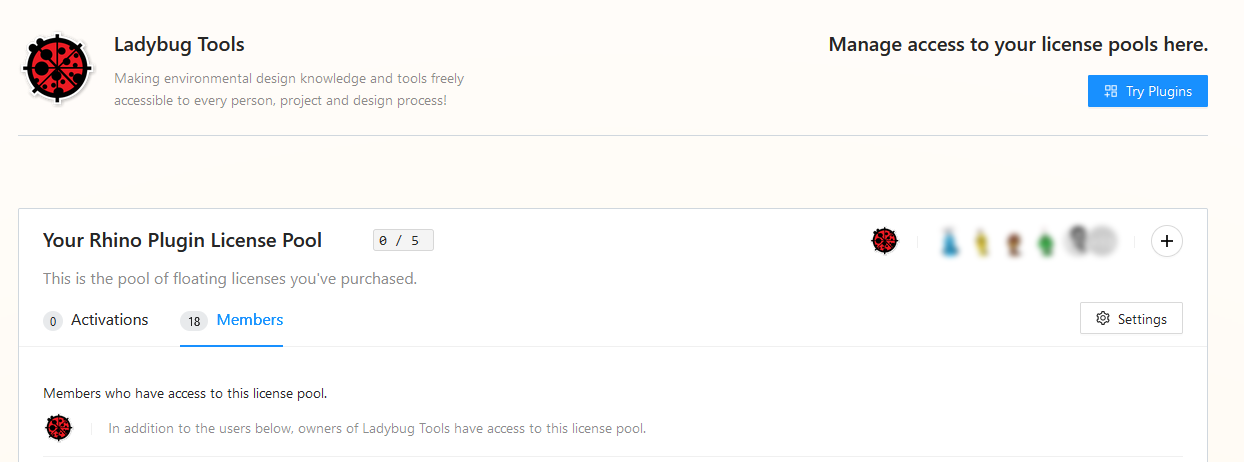 Ladybug Tools
Manage access to your license pools here.
Making environmental design knowledge and tools freely
accessible to every person, project and design process!
Try Plugins
Your Rhino Plugin License Pool
0 / 5
This is the pool of floating licenses you've purchased.
0 Activations
18 Members
Settings
Members who have access to this license pool.
In addition to the users below, owners of Ladybug Tools have access to this license pool.